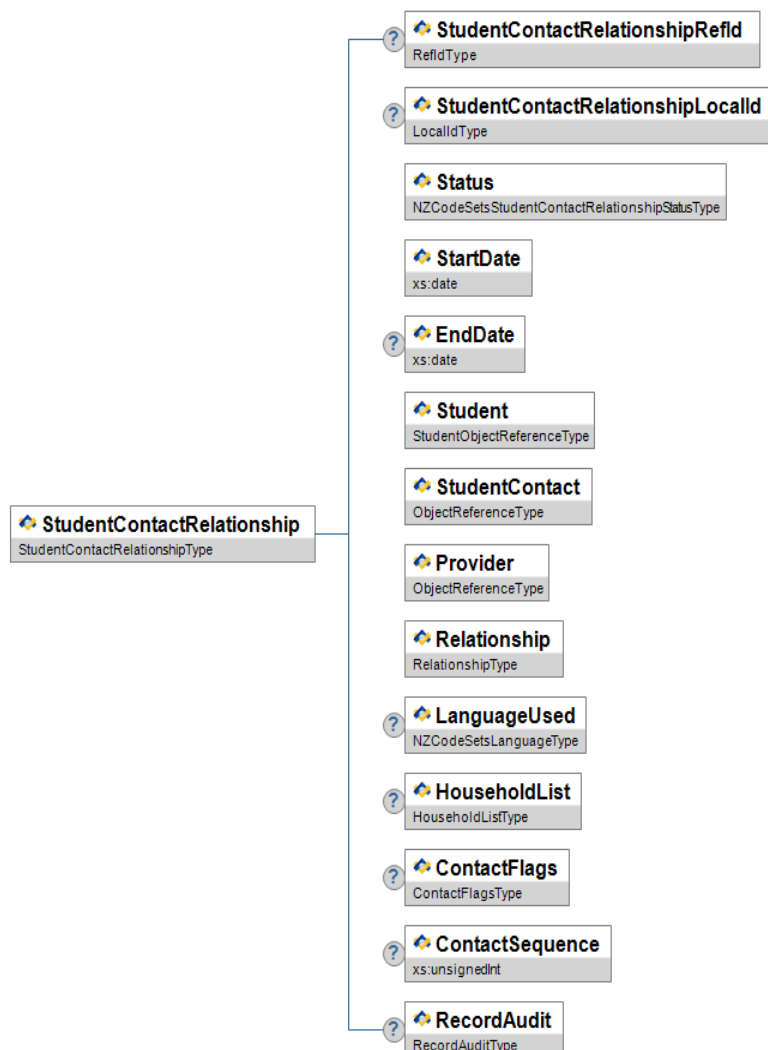 ? StudentContactRelationshipRefId
RefIdType
? StudentContactRelationshipLocalId
LocalIdType
Status
NZCodeSetsStudentContactRelationshipStatusType
StartDate
xs:date
? EndDate
xs:date
Student
StudentObjectReferenceType
StudentContact
ObjectReferenceType
StudentContactRelationship
StudentContactRelationshipType
Provider
ObjectReferenceType
Relationship
RelationshipType
? LanguageUsed
NZCodeSetsLanguageType
? HouseholdList
HouseholdListType
? ContactFlags
ContactFlagsType
? ContactSequence
xs:unsignedInt
? RecordAudit
RecordAuditType